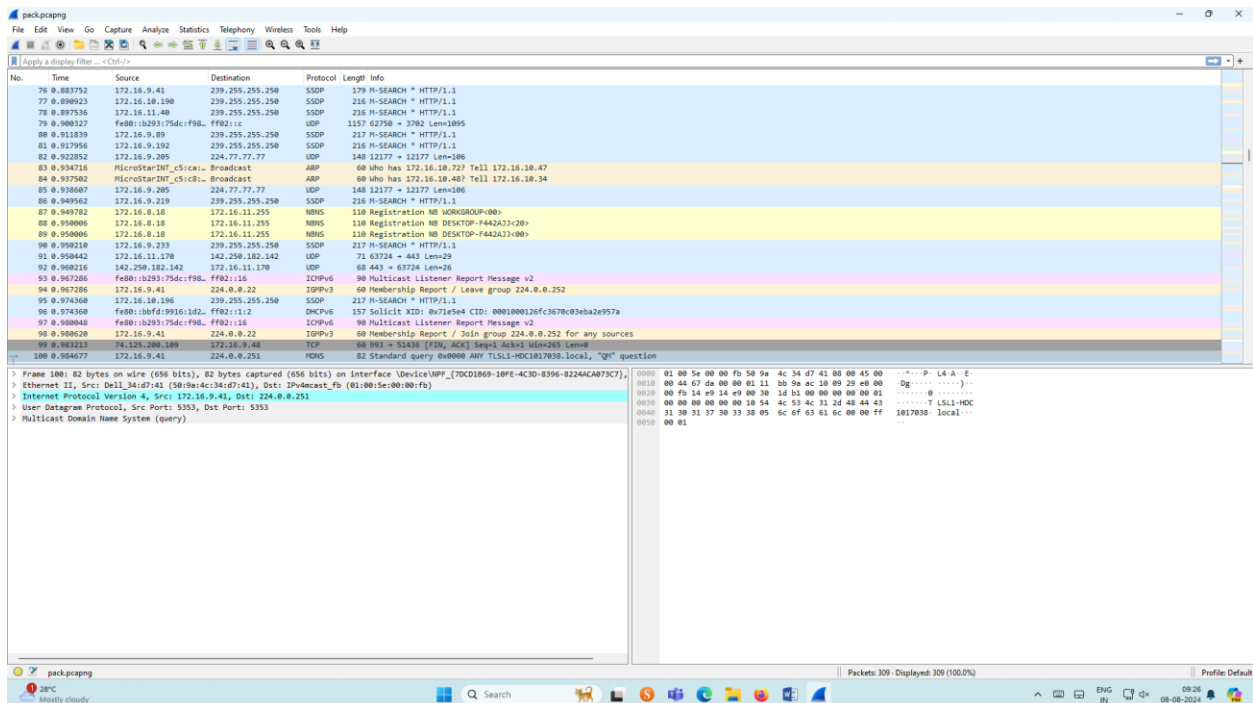 pack.pcapng
File Edit View Go Capture Analyze Statistics Telephony Wireless Tools Help
Apply a display filter ... <Ctrl-/>
No. Time Source Destination Protocol Length Info
76 0.883752 172.16.9.41 239.255.255.250 SSDP 179 M-SEARCH * HTTP/1.1
77 0.890923 172.16.10.190 239.255.255.250 SSDP 216 M-SEARCH * HTTP/1.1
78 0.897536 172.16.11.40 239.255.255.250 SSDP 216 M-SEARCH * HTTP/1.1
79 0.900327 fe80::b293:75dc:f98… ff02::c UDP 1157 62750 → 3702 Len=1095
80 0.911839 172.16.9.89 239.255.255.250 SSDP 217 M-SEARCH * HTTP/1.1
81 0.917956 172.16.9.192 239.255.255.250 SSDP 216 M-SEARCH * HTTP/1.1
82 0.922852 172.16.9.205 224.77.77.77 UDP 148 12177 → 12177 Len=106
83 0.934716 MicroStarINT_c5:ca:… Broadcast ARP 60 Who has 172.16.10.72? Tell 172.16.10.47
84 0.937502 MicroStarINT_c5:c8:… Broadcast ARP 60 Who has 172.16.10.48? Tell 172.16.10.34
85 0.938607 172.16.9.205 224.77.77.77 UDP 148 12177 → 12177 Len=106
86 0.949562 172.16.9.219 239.255.255.250 SSDP 216 M-SEARCH * HTTP/1.1
87 0.949782 172.16.8.18 172.16.11.255 NBNS 110 Registration NB WORKGROUP<00>
88 0.950006 172.16.8.18 172.16.11.255 NBNS 110 Registration NB DESKTOP-F442AJJ<20>
89 0.950006 172.16.8.18 172.16.11.255 NBNS 110 Registration NB DESKTOP-F442AJJ<00>
90 0.950210 172.16.9.233 239.255.255.250 SSDP 217 M-SEARCH * HTTP/1.1
91 0.950442 172.16.11.170 142.250.182.142 UDP 71 63724 → 443 Len=29
92 0.960216 142.250.182.142 172.16.11.170 UDP 68 443 → 63724 Len=26
93 0.967286 fe80::b293:75dc:f98… ff02::16 ICMPv6 90 Multicast Listener Report Message v2
94 0.967286 172.16.9.41 224.0.0.22 IGMPv3 60 Membership Report / Leave group 224.0.0.252
95 0.974360 172.16.10.196 239.255.255.250 SSDP 217 M-SEARCH * HTTP/1.1
96 0.974360 fe80::bbfd:9916:1d2… ff02::1:2 DHCPv6 157 Solicit XID: 0x71e5e4 CID: 0001000126fc3670c03eba2e957a
97 0.980048 fe80::b293:75dc:f98… ff02::16 ICMPv6 90 Multicast Listener Report Message v2
98 0.980620 172.16.9.41 224.0.0.22 IGMPv3 60 Membership Report / Join group 224.0.0.252 for any sources
99 0.983213 74.125.200.109 172.16.9.48 TCP 60 993 → 51436 [FIN, ACK] Seq=1 Ack=1 Win=265 Len=0
100 0.984677 172.16.9.41 224.0.0.251 MDNS 82 Standard query 0x0000 ANY TLSL1-HDC1017038.local, "QM" question
> Frame 100: 82 bytes on wire (656 bits), 82 bytes captured (656 bits) on interface \Device\NPF_{7DCD1B69-10FE-4C3D-8396-8224ACA073C7},
> Ethernet II, Src: Dell_34:d7:41 (50:9a:4c:34:d7:41), Dst: IPv4mcast_fb (01:00:5e:00:00:fb)
> Internet Protocol Version 4, Src: 172.16.9.41, Dst: 224.0.0.251
> User Datagram Protocol, Src Port: 5353, Dst Port: 5353
> Multicast Domain Name System (query)
0000 01 00 5e 00 00 fb 50 9a 4c 34 d7 41 08 00 45 00 ··^···P· L4·A··E·
0010 00 44 67 da 00 00 01 11 bb 9a ac 10 09 29 e0 00 ·Dg····· ·····)··
0020 00 fb 14 e9 14 e9 00 30 1d b1 00 00 00 00 00 01 ·······0 ········
0030 00 00 00 00 00 00 10 54 4c 53 4c 31 2d 48 44 43 ·······T LSL1-HDC
0040 31 30 31 37 30 33 38 05 6c 6f 63 61 6c 00 00 ff 1017038· local···
0050 00 01 ··
pack.pcapng
Packets: 309 · Displayed: 309 (100.0%)
Profile: Default
1
28°C
Mostly cloudy
Search
ENG
IN
09:26
08-08-2024